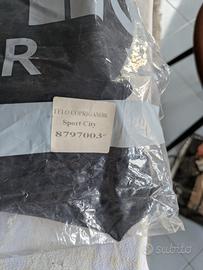 R
TELO COPRIGAMBE
Sport City
8797003
subito